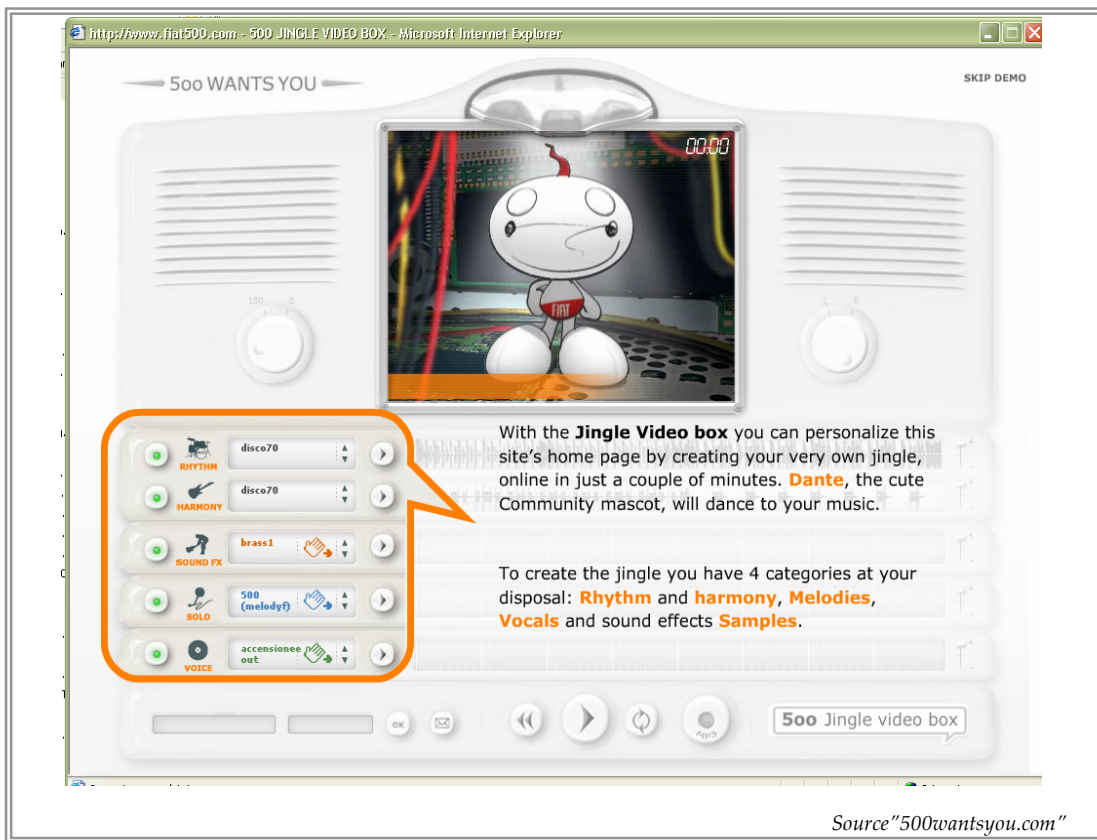 http://www.fiat500.com - 500 JINGLE VIDEO BOX - Microsoft Internet Explorer
5oo WANTS YOU
SKIP DEMO
00:00
FIAT
100 0
L R
With the Jingle Video box you can personalize this
site's home page by creating your very own jingle,
online in just a couple of minutes. Dante, the cute
Community mascot, will dance to your music.
To create the jingle you have 4 categories at your
disposal: Rhythm and harmony, Melodies,
Vocals and sound effects Samples.
disco70
RHYTHM
disco70
HARMONY
brass1
SOUND FX
500
(melodyf)
SOLO
accensionee
out
VOICE
OK
Mp3
5oo Jingle video box
Source"500wantsyou.com"